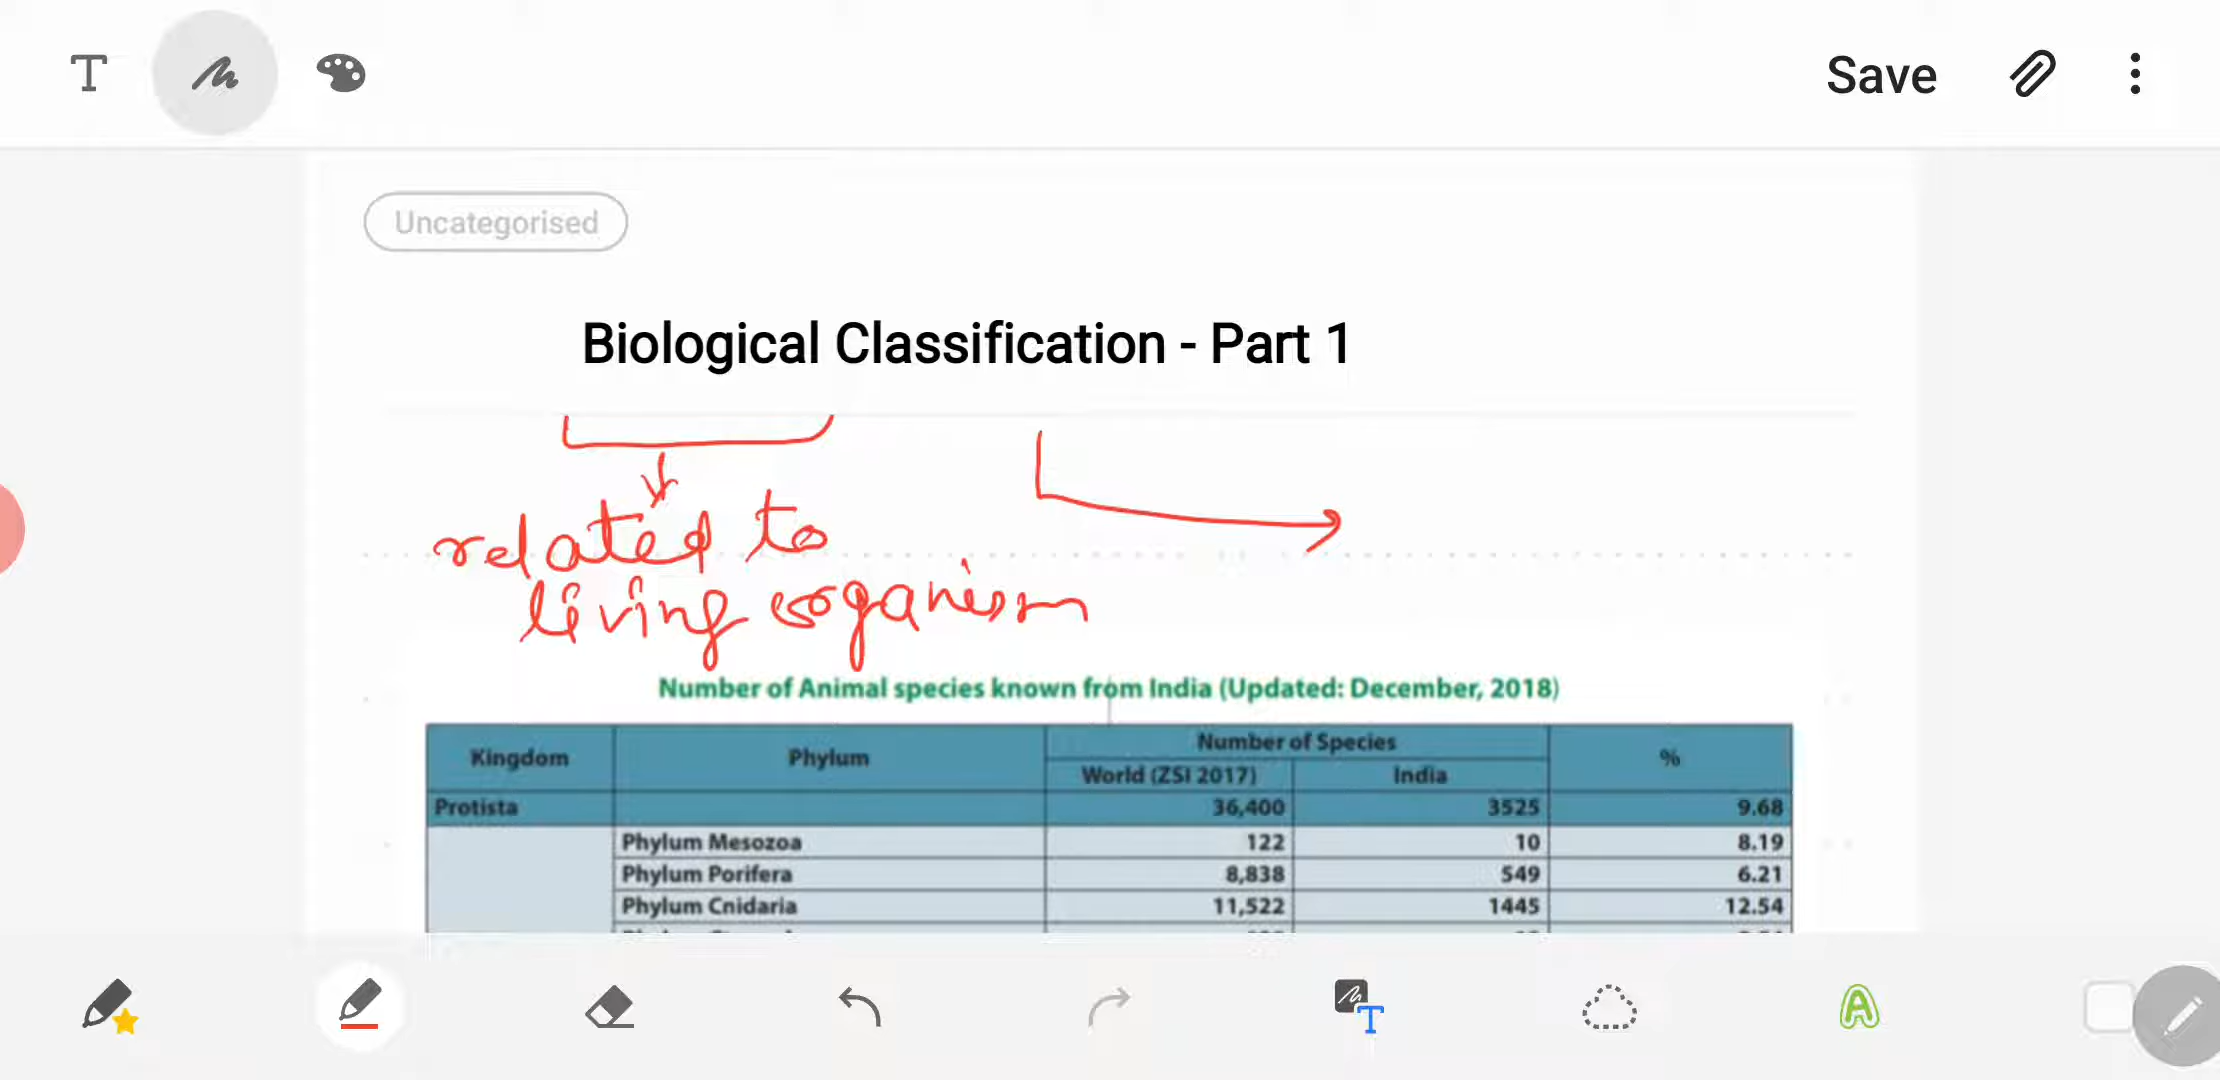 T
Save
Uncategorised
Biological Classification - Part 1
related to
living organism
Number of Animal species known from India (Updated: December, 2018)
Kingdom Phylum Number of Species %
World (ZSI 2017) India
Protista 36,400 3525 9.68
Phylum Mesozoa 122 10 8.19
Phylum Porifera 8,838 549 6.21
Phylum Cnidaria 11,522 1445 12.54
T
A